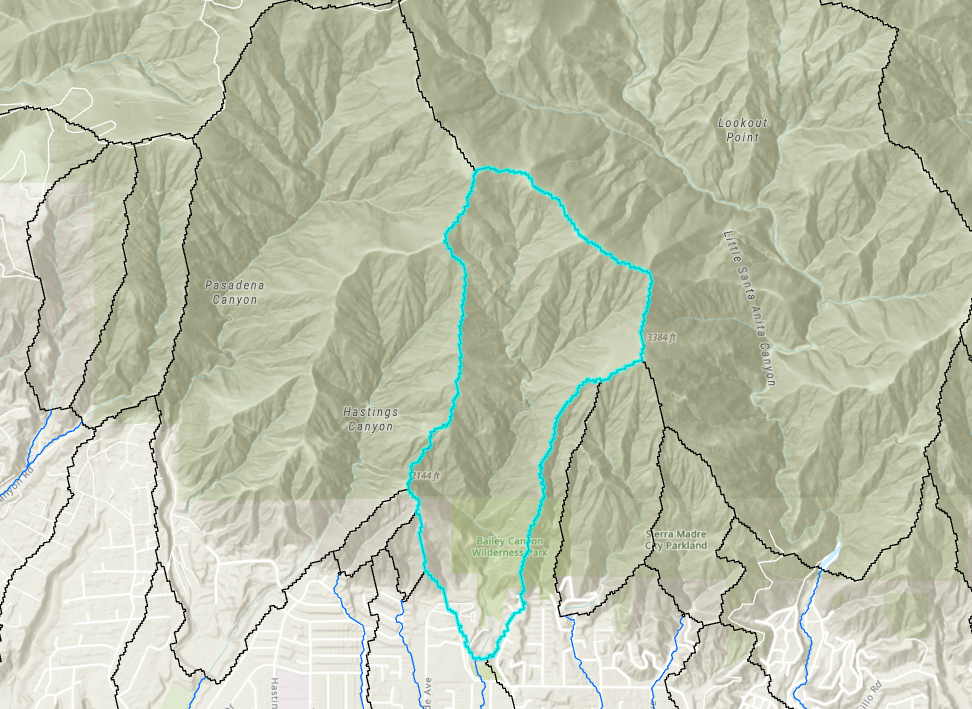 Lookout
Point
Little Santa Anita Canyon
Pasadena
Canyon
3384 ft
Hastings
Canyon
2144 ft
Bailey Canyon
Wilderness Park
Sierra Madre
City Parkland